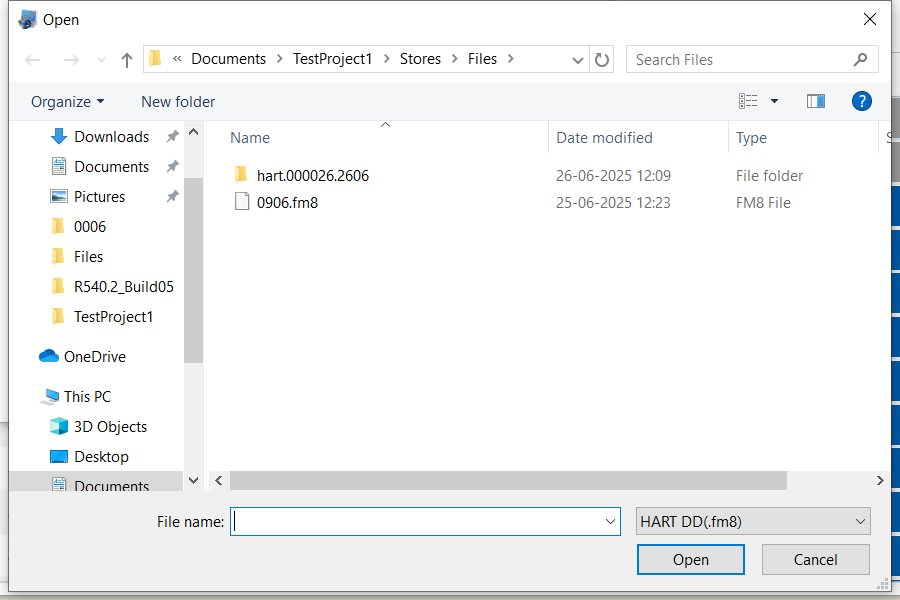 Open
« Documents > TestProject1 > Stores > Files >
Search Files
Organize
New folder
?
Downloads
Documents
Pictures
0006
Files
R540.2_Build05
TestProject1
OneDrive
This PC
3D Objects
Desktop
Documents
Name
Date modified
Type
S
hart.000026.2606
26-06-2025 12:09
File folder
0906.fm8
25-06-2025 12:23
FM8 File
File name:
HART DD(.fm8)
Open
Cancel